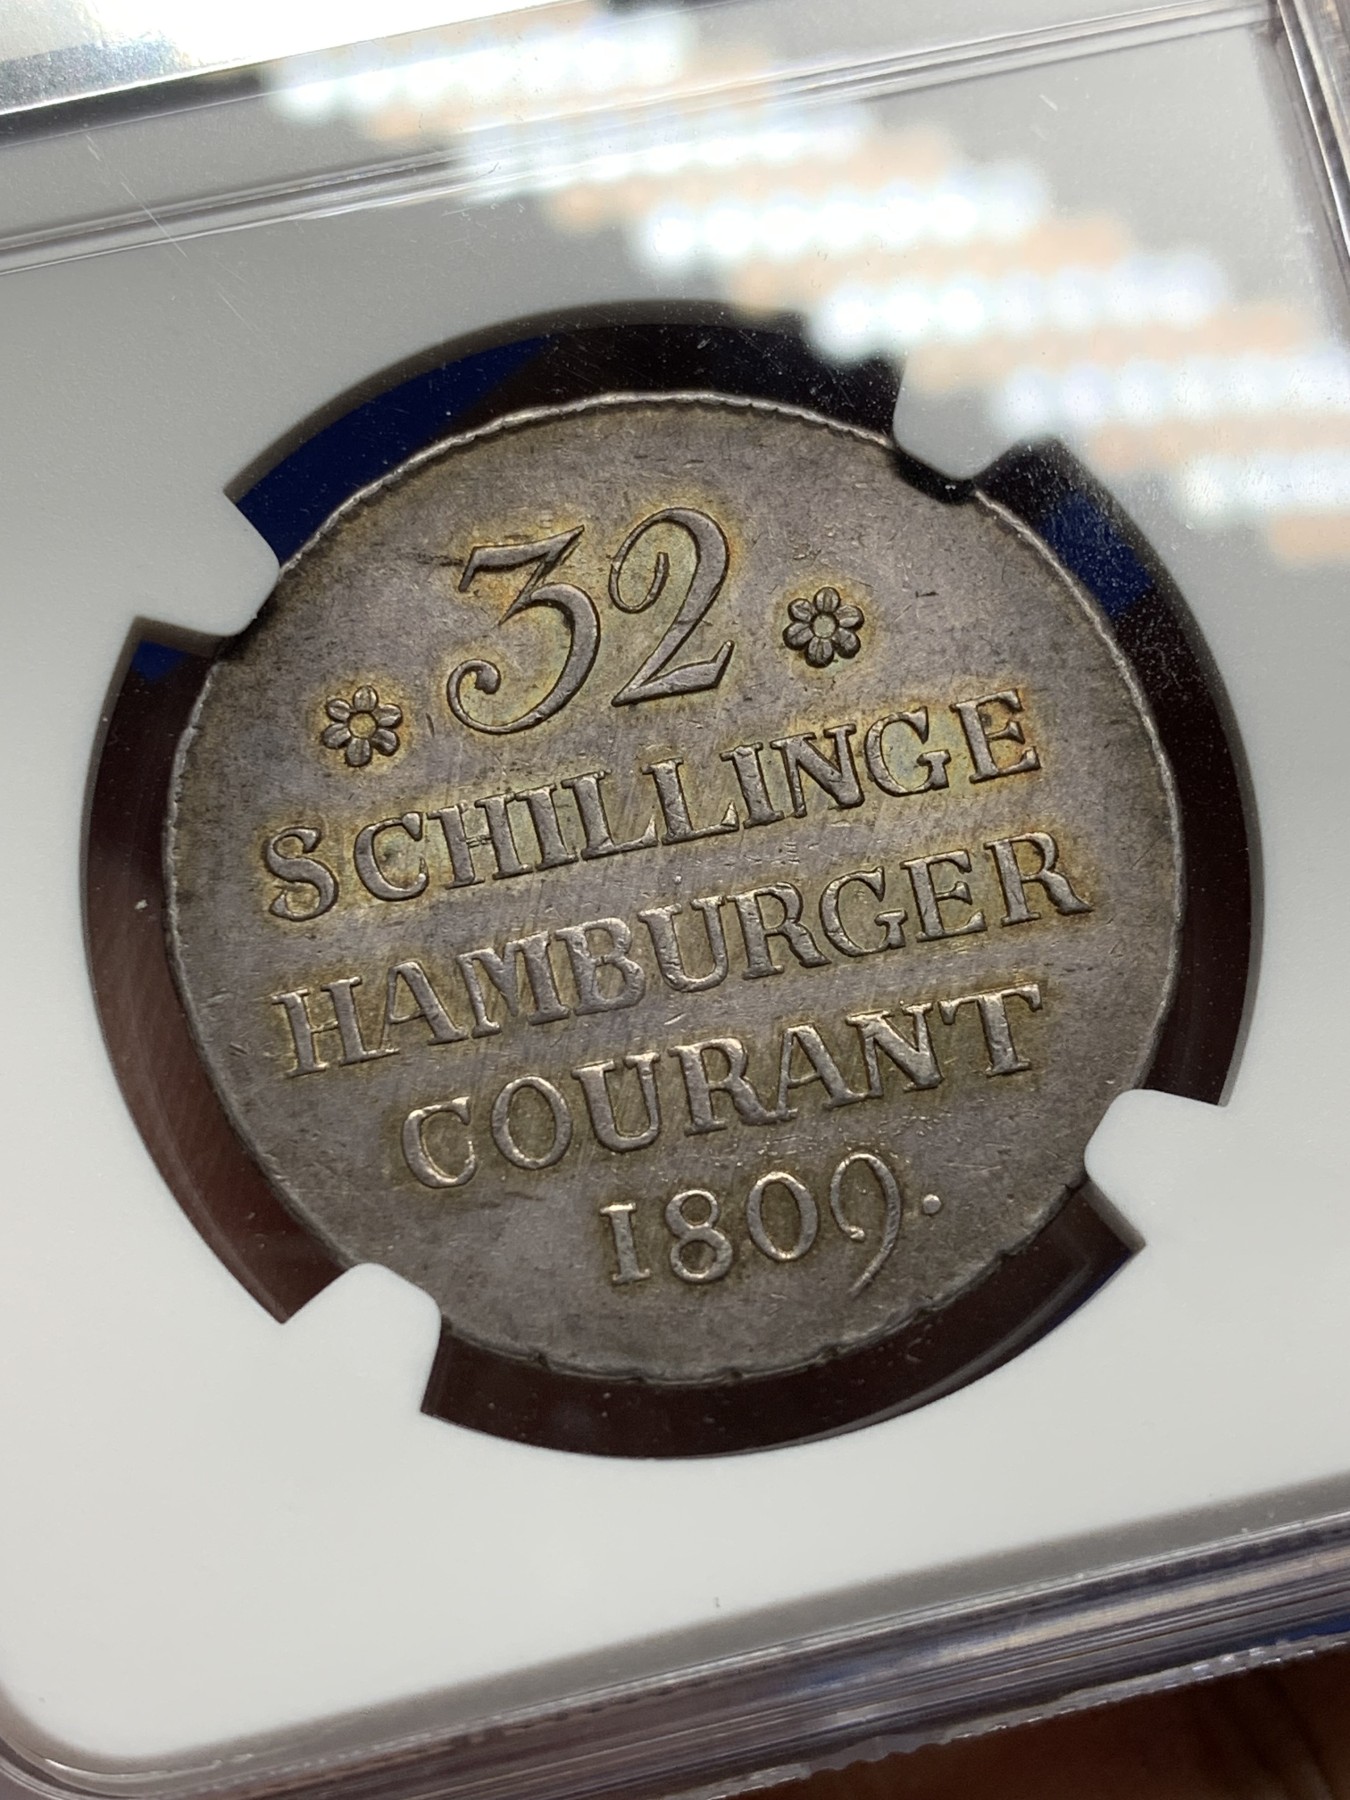 32
SCHILLINGE
HAMBURGER
COURANT
1809.